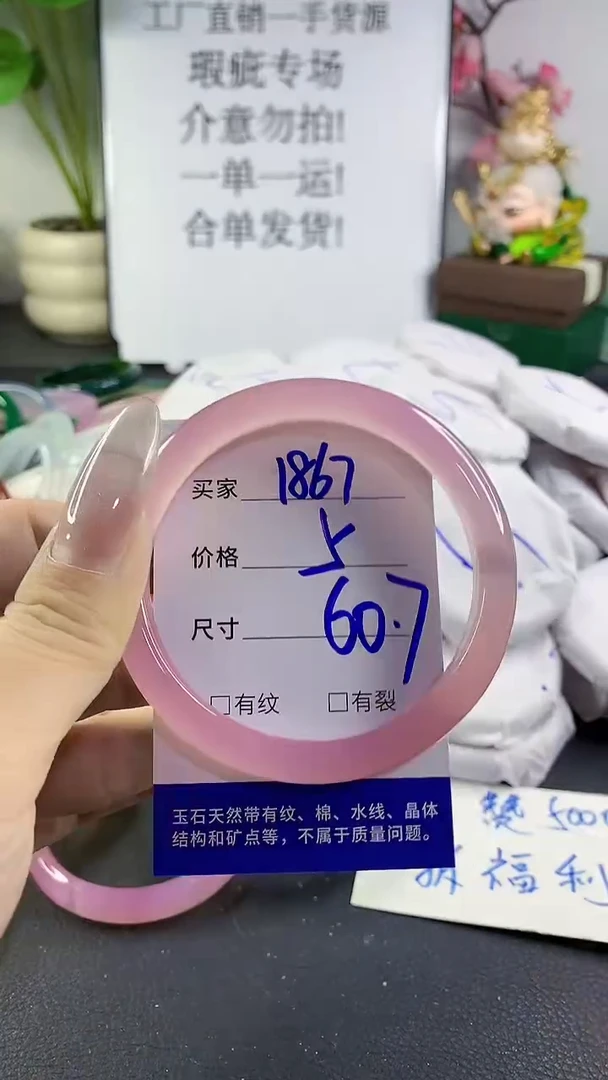 工厂直销一手货源
瑕疵专场
介意勿拍!
一单一运!
合单发货!
买家 1867
价格 5
尺寸 60.7
□有纹 □有裂
玉石天然带有纹、棉、水线、晶体
结构和矿点等，不属于质量问题。
赞 500
福利